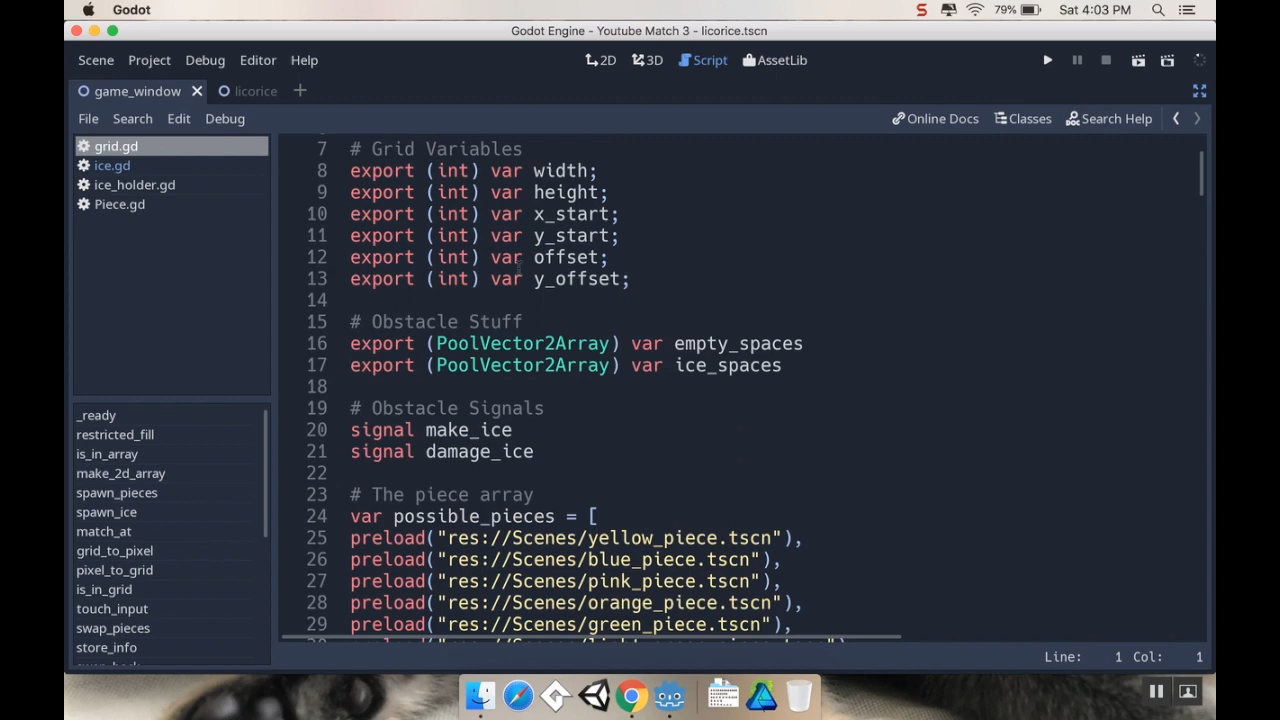 Godot
79%
Sat 4:03 PM
Godot Engine - Youtube Match 3 - licorice.tscn
Scene Project Debug Editor Help
2D 3D Script AssetLib
game_window
licorice
File Search Edit Debug
Online Docs Classes Search Help
grid.gd
ice.gd
ice_holder.gd
Piece.gd
_ready
restricted_fill
is_in_array
make_2d_array
spawn_pieces
spawn_ice
match_at
grid_to_pixel
pixel_to_grid
is_in_grid
touch_input
swap_pieces
store_info
7 # Grid Variables
8 export (int) var width;
9 export (int) var height;
10 export (int) var x_start;
11 export (int) var y_start;
12 export (int) var offset;
13 export (int) var y_offset;
14
15 # Obstacle Stuff
16 export (PoolVector2Array) var empty_spaces
17 export (PoolVector2Array) var ice_spaces
18
19 # Obstacle Signals
20 signal make_ice
21 signal damage_ice
22
23 # The piece array
24 var possible_pieces = [
25 preload("res://Scenes/yellow_piece.tscn"),
26 preload("res://Scenes/blue_piece.tscn"),
27 preload("res://Scenes/pink_piece.tscn"),
28 preload("res://Scenes/orange_piece.tscn"),
29 preload("res://Scenes/green_piece.tscn"),
Line: 1 Col: 1